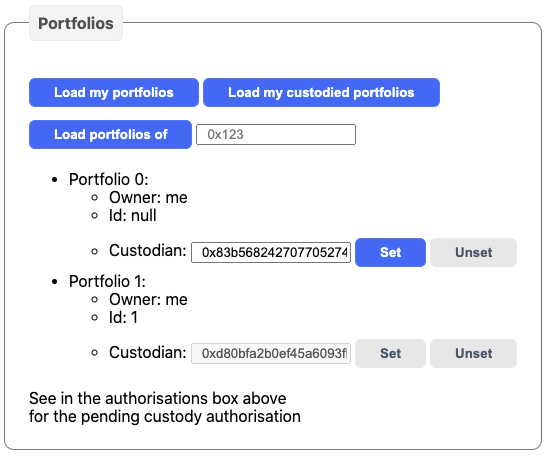 Portfolios
Load my portfolios Load my custodied portfolios
Load portfolios of 0x123
Portfolio 0:
Owner: me
Id: null
Custodian: 0x83b568242707705274 Set Unset
Portfolio 1:
Owner: me
Id: 1
Custodian: 0xd80bfa2b0ef45a6093f Set Unset
See in the authorisations box above
for the pending custody authorisation